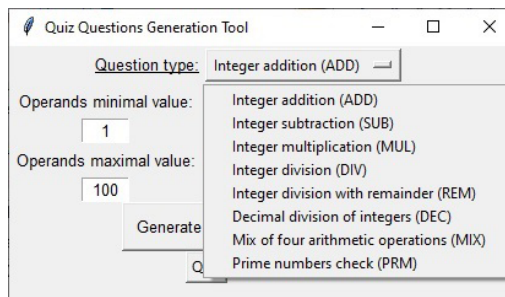 Quiz Questions Generation Tool
Question type: Integer addition (ADD)
Operands minimal value:
1
Operands maximal value:
100
Generate
Q
Integer addition (ADD)
Integer subtraction (SUB)
Integer multiplication (MUL)
Integer division (DIV)
Integer division with remainder (REM)
Decimal division of integers (DEC)
Mix of four arithmetic operations (MIX)
Prime numbers check (PRM)